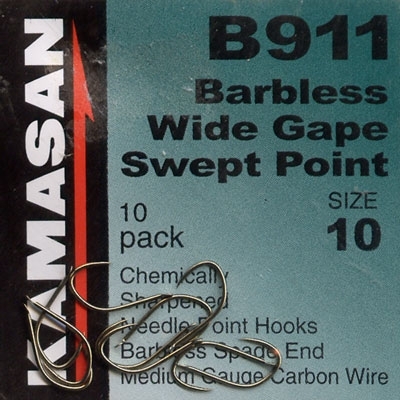 KAMASAN
B911
Barbless
Wide Gape
Swept Point
SIZE
10
10
pack
Chemically
Sharpened
Needle Point Hooks
Barbless Spade End
Medium Gauge Carbon Wire